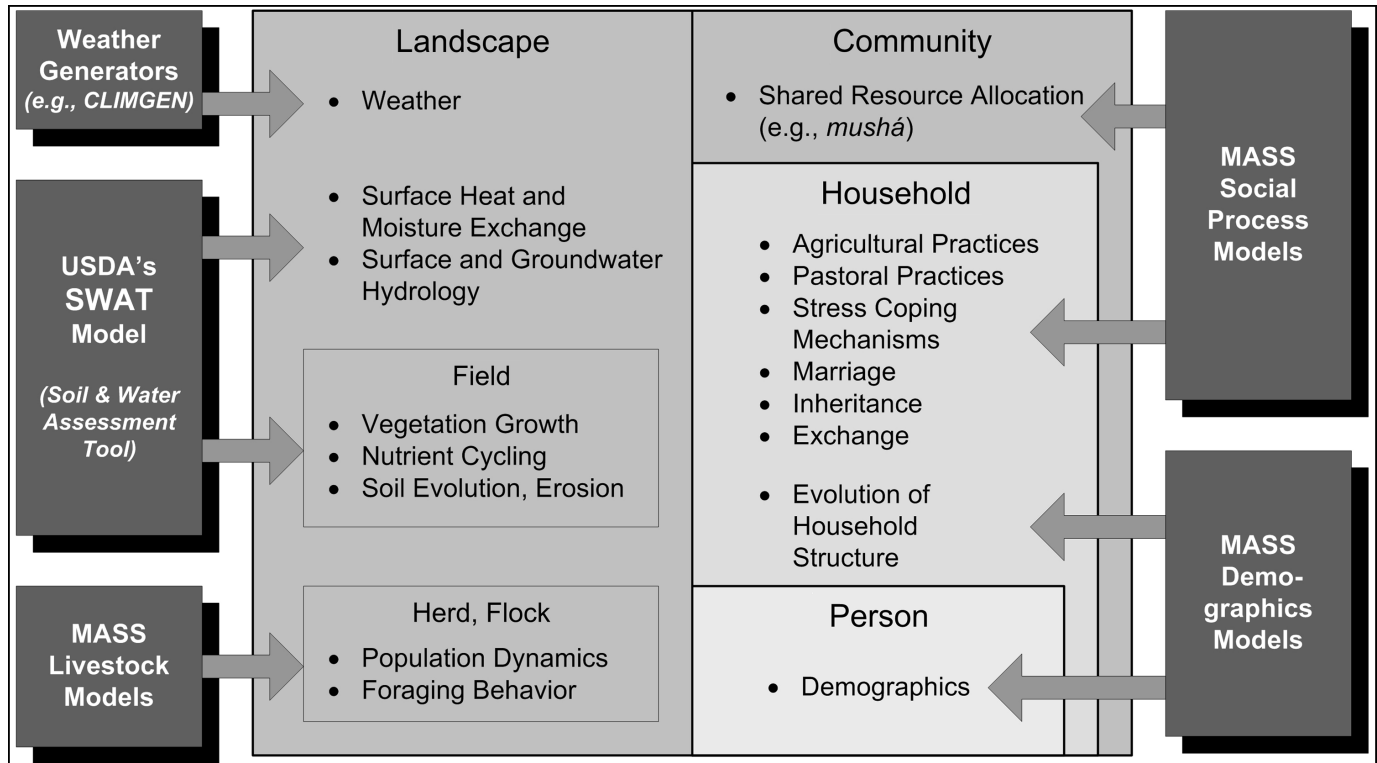 Weather
Generators
(e.g., CLIMGEN)
USDA's
SWAT
Model
(Soil & Water
Assessment
Tool)
MASS
Livestock
Models
Landscape
• Weather
• Surface Heat and
Moisture Exchange
• Surface and Groundwater
Hydrology
Field
• Vegetation Growth
• Nutrient Cycling
• Soil Evolution, Erosion
Herd, Flock
• Population Dynamics
• Foraging Behavior
Community
• Shared Resource Allocation
(e.g., mushá)
Household
• Agricultural Practices
• Pastoral Practices
• Stress Coping
Mechanisms
• Marriage
• Inheritance
• Exchange
• Evolution of
Household
Structure
Person
• Demographics
MASS
Social
Process
Models
MASS
Demo-
graphics
Models